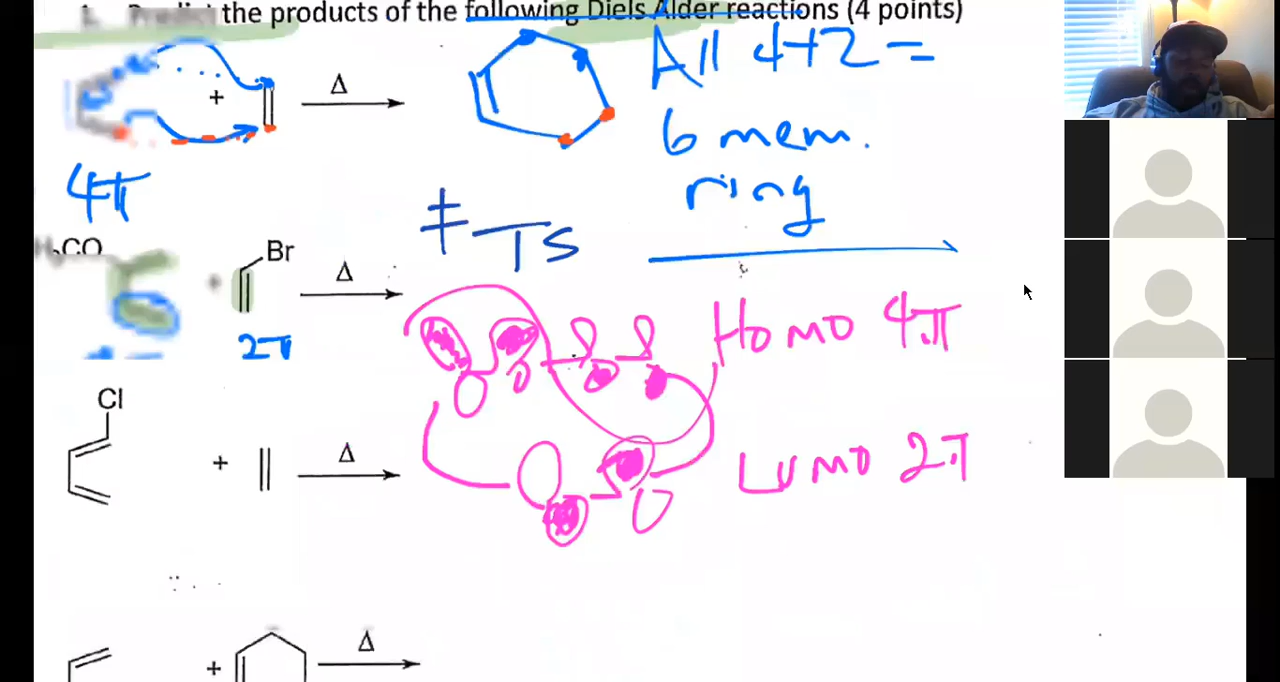 the products of the following Diels Alder reactions (4 points)
+ Δ
All 4+2 =
6 mem.
ring
4π
‡ TS
CO
Br
Δ
2π
Homo 4π
Cl
+ Δ
Lumo 2π
+ Δ